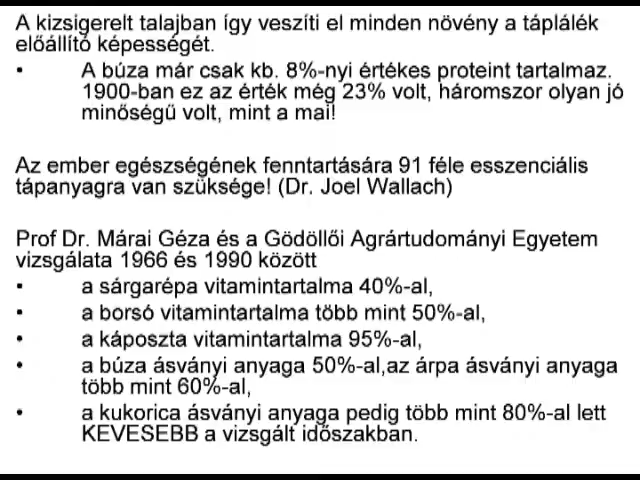 A kizsigerelt talajban így veszíti el minden növény a táplálék
előállító képességét.
• A búza már csak kb. 8%-nyi értékes proteint tartalmaz.
1900-ban ez az érték még 23% volt, háromszor olyan jó
minőségű volt, mint a mai!
Az ember egészségének fenntartására 91 féle esszenciális
tápanyagra van szüksége! (Dr. Joel Wallach)
Prof Dr. Márai Géza és a Gödöllői Agrártudományi Egyetem
vizsgálata 1966 és 1990 között
• a sárgarépa vitamintartalma 40%-al,
• a borsó vitamintartalma több mint 50%-al,
• a káposzta vitamintartalma 95%-al,
• a búza ásványi anyaga 50%-al,az árpa ásványi anyaga
több mint 60%-al,
• a kukorica ásványi anyaga pedig több mint 80%-al lett
KEVESEBB a vizsgált időszakban.